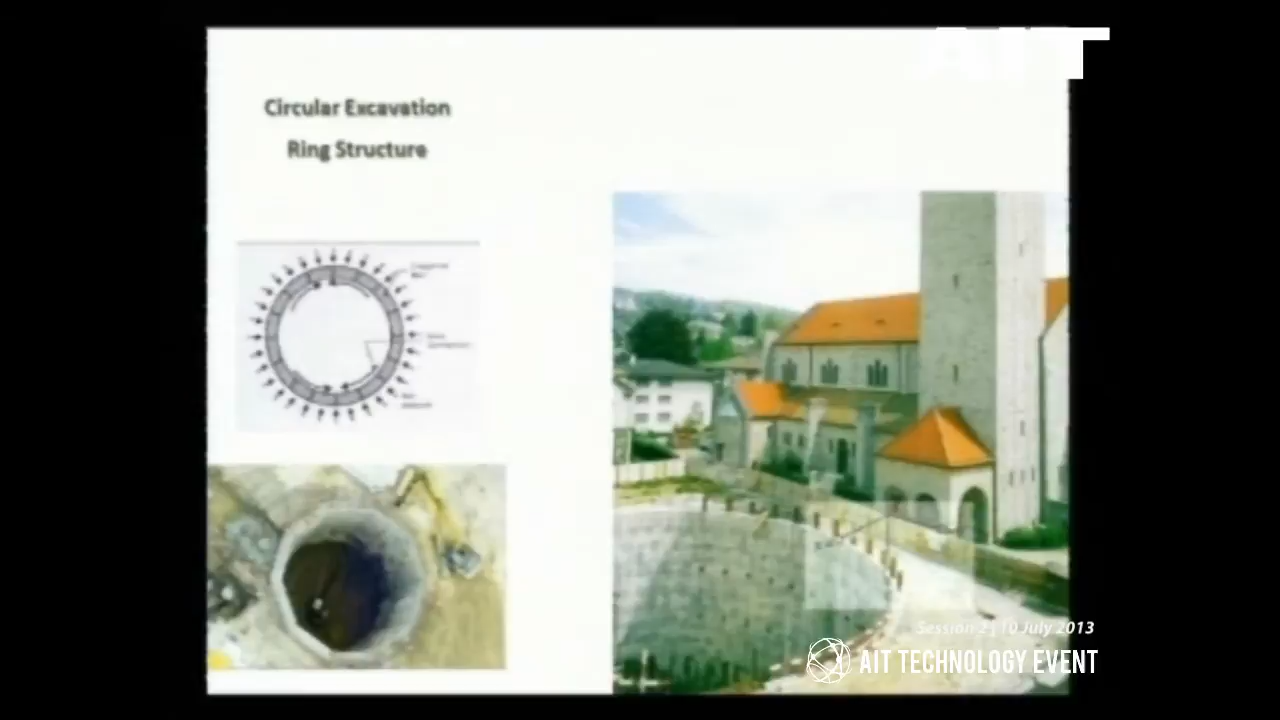 AIT
Circular Excavation
Ring Structure
Session 2 | 10 July 2013
AIT TECHNOLOGY EVENT